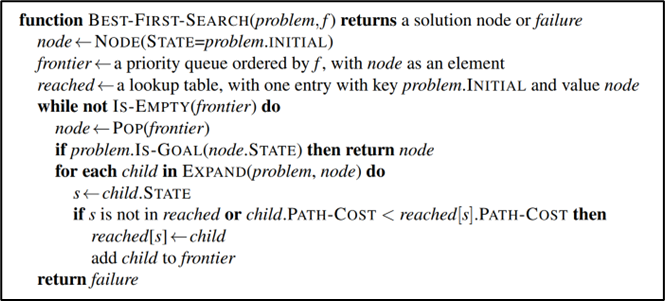 function BEST-FIRST-SEARCH(problem,f) returns a solution node or failure
node←NODE(STATE=problem.INITIAL)
frontier←a priority queue ordered by f, with node as an element
reached←a lookup table, with one entry with key problem.INITIAL and value node
while not IS-EMPTY(frontier) do
node←POP(frontier)
if problem.IS-GOAL(node.STATE) then return node
for each child in EXPAND(problem, node) do
s←child.STATE
if s is not in reached or child.PATH-COST < reached[s].PATH-COST then
reached[s]←child
add child to frontier
return failure